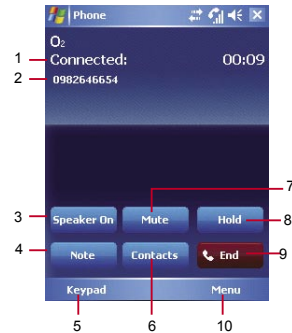 Phone
O2
1 Connected: 00:09
2 0982646654
7
3 Speaker On Mute Hold 8
4 Note Contacts End 9
Keypad Menu
5 6 10